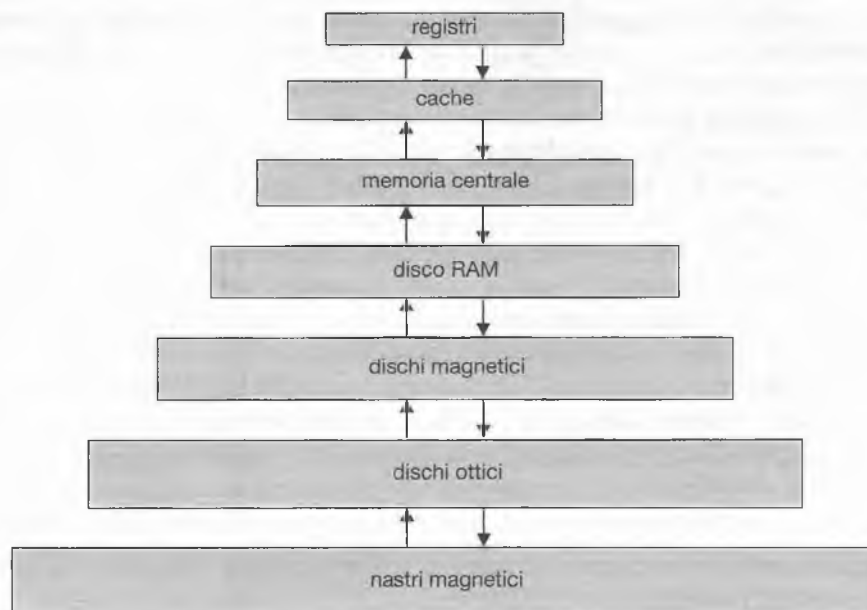 registri
cache
memoria centrale
disco RAM
dischi magnetici
dischi ottici
nastri magnetici